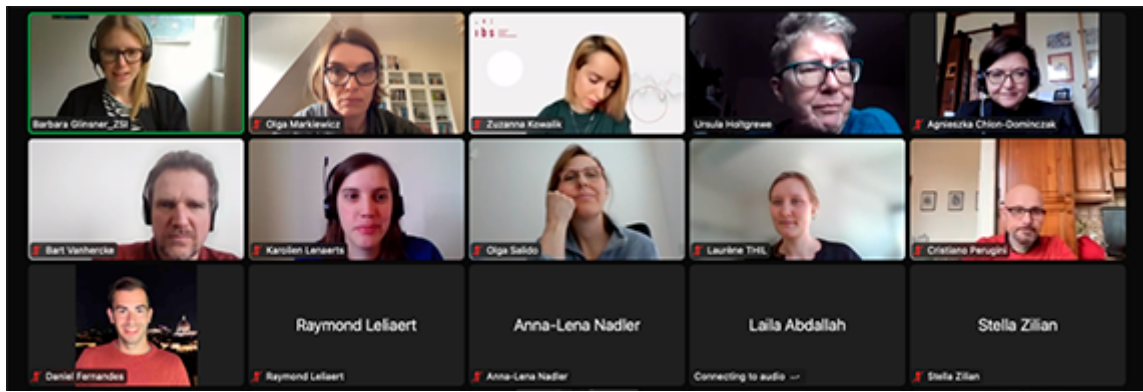 ibs
Barbara Glinsner_ZSI
Olga Markiewicz
Zuzanna Kowalik
Ursula Holtgrewe
Agnieszka Chłon-Domińczak
Bart Vanhercke
Karolien Lenaerts
Olga Salido
Laurène THIL
Cristiano Perugini
Daniel Fernandes
Raymond Leliaert
Raymond Leliaert
Anna-Lena Nadler
Anna-Lena Nadler
Laila Abdallah
Connecting to audio
Stella Zilian
Stella Zilian